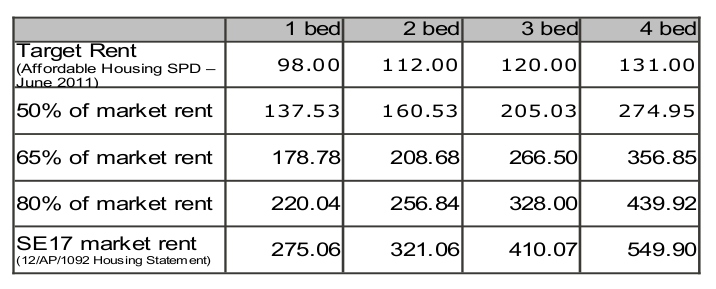 1 bed 2 bed 3 bed 4 bed
Target Rent 98.00 112.00 120.00 131.00
(Affordable Housing SPD –
June 2011)
50% of market rent 137.53 160.53 205.03 274.95
65% of market rent 178.78 208.68 266.50 356.85
80% of market rent 220.04 256.84 328.00 439.92
SE17 market rent 275.06 321.06 410.07 549.90
(12/AP/1092 Housing Statement)